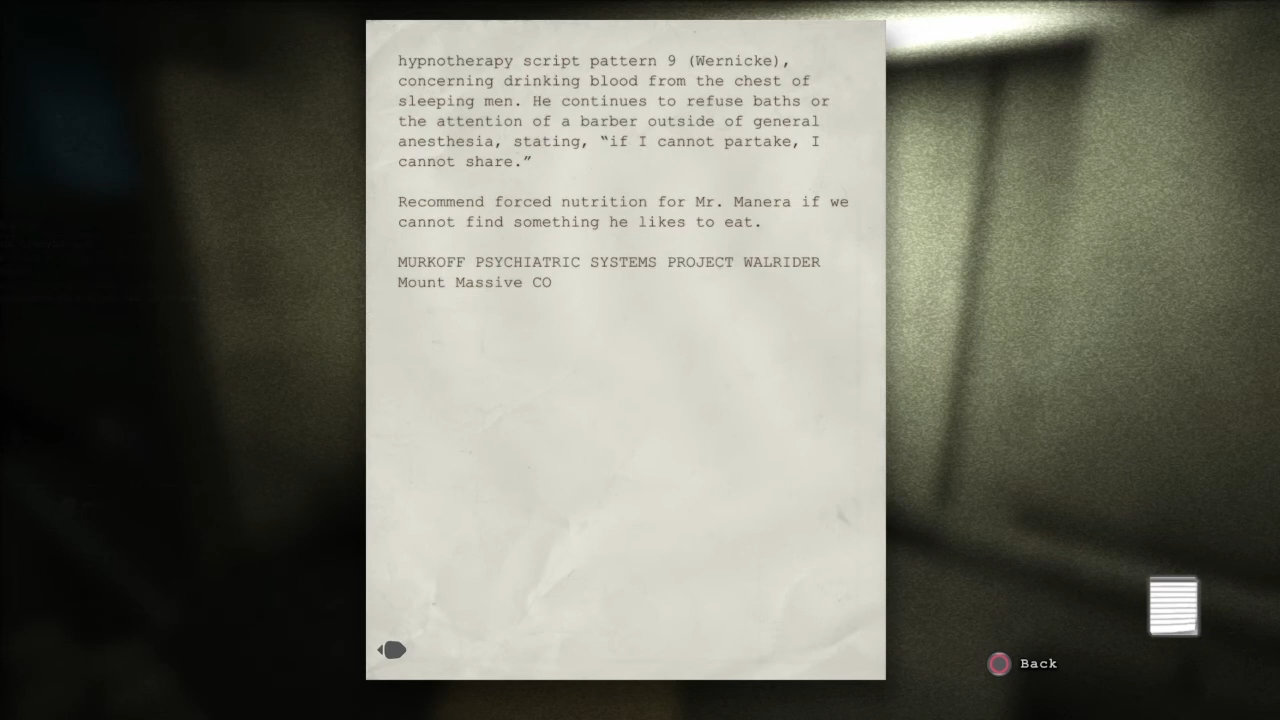 hypnotherapy script pattern 9 (Wernicke),
concerning drinking blood from the chest of
sleeping men. He continues to refuse baths or
the attention of a barber outside of general
anesthesia, stating, “if I cannot partake, I
cannot share.”
Recommend forced nutrition for Mr. Manera if we
cannot find something he likes to eat.
MURKOFF PSYCHIATRIC SYSTEMS PROJECT WALRIDER
Mount Massive CO
Back